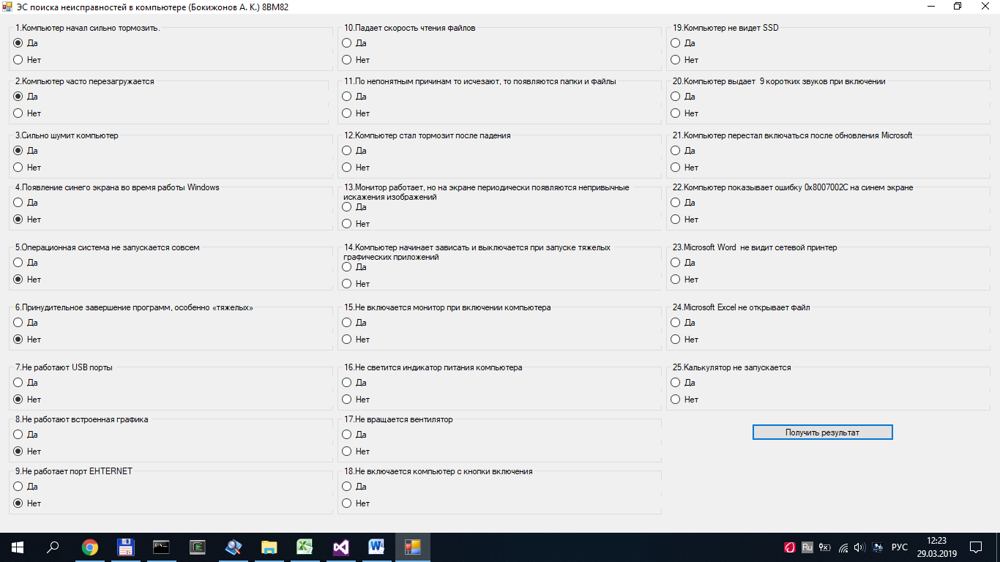 ЭС поиска неисправностей в компьютере (Бокижонов А. К.) 8ВМ82
1.Компьютер начал сильно тормозить.
Да
Нет
2.Компьютер часто перезагружается
Да
Нет
3.Сильно шумит компьютер
Да
Нет
4.Появление синего экрана во время работы Windows
Да
Нет
5.Операционная система не запускается совсем
Да
Нет
6.Принудительное завершение программ, особенно «тяжелых»
Да
Нет
7.Не работают USB порты
Да
Нет
8.Не работают встроенная графика
Да
Нет
9.Не работает порт EHTERNET
Да
Нет
10.Падает скорость чтения файлов
Да
Нет
11.По непонятным причинам то исчезают, то появляются папки и файлы
Да
Нет
12.Компьютер стал тормозит после падения
Да
Нет
13.Монитор работает, но на экране периодически появляются непривычные
искажения изображений
Да
Нет
14.Компьютер начинает зависать и выключается при запуске тяжелых
графических приложений
Да
Нет
15.Не включается монитор при включении компьютера
Да
Нет
16.Не светится индикатор питания компьютера
Да
Нет
17.Не вращается вентилятор
Да
Нет
18.Не включается компьютер с кнопки включения
Да
Нет
19.Компьютер не видет SSD
Да
Нет
20.Компьютер выдает  9 коротких звуков при включении
Да
Нет
21.Компьютер перестал включаться после обновления Microsoft
Да
Нет
22.Компьютер показывает ошибку 0x8007002C на синем экране
Да
Нет
23.Microsoft Word  не видит сетевой принтер
Да
Нет
24.Microsoft Excel не открывает файл
Да
Нет
25.Калькулятор не запускается
Да
Нет
Получить результат
Ru
РУС
12:23
29.03.2019